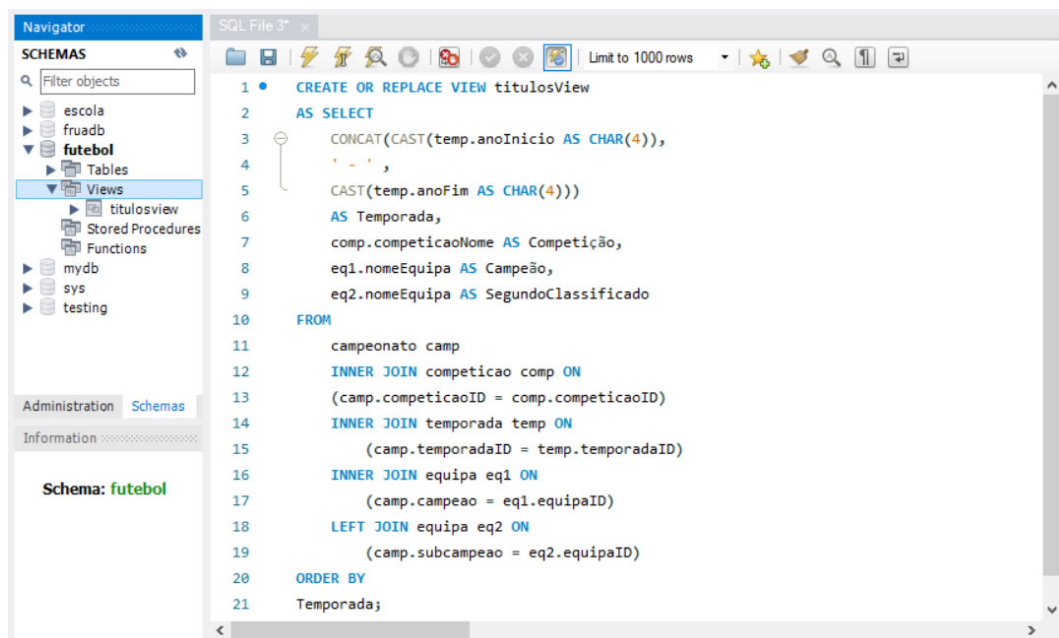 Navigator
SCHEMAS
Filter objects
escola
fruadb
futebol
Tables
Views
titulosview
Stored Procedures
Functions
mydb
sys
testing
Administration Schemas
Information
Schema: futebol
SQL File 3*
Limit to 1000 rows
1 CREATE OR REPLACE VIEW titulosView
2 AS SELECT
3 CONCAT(CAST(temp.anoInicio AS CHAR(4)),
4 ' - ' ,
5 CAST(temp.anoFim AS CHAR(4)))
6 AS Temporada,
7 comp.competicaoNome AS Competição,
8 eq1.nomeEquipa AS Campeão,
9 eq2.nomeEquipa AS SegundoClassificado
10 FROM
11 campeonato camp
12 INNER JOIN competicao comp ON
13 (camp.competicaoID = comp.competicaoID)
14 INNER JOIN temporada temp ON
15 (camp.temporadaID = temp.temporadaID)
16 INNER JOIN equipa eq1 ON
17 (camp.campeao = eq1.equipaID)
18 LEFT JOIN equipa eq2 ON
19 (camp.subcampeao = eq2.equipaID)
20 ORDER BY
21 Temporada;